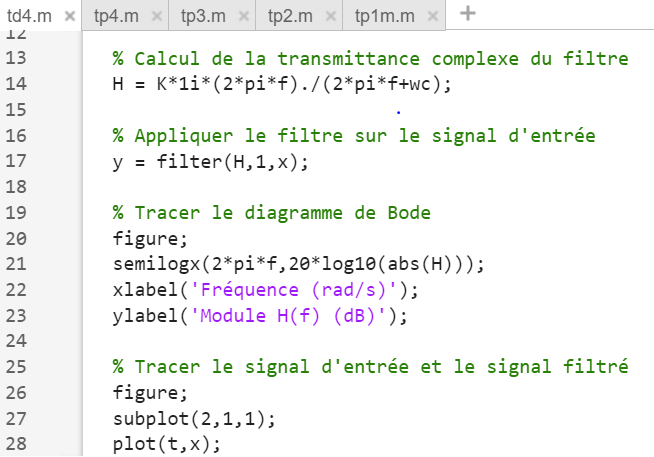 td4.m × tp4.m × tp3.m × tp2.m × tp1m.m × +
12
13 % Calcul de la transmittance complexe du filtre
14 H = K*1i*(2*pi*f)./(2*pi*f+wc);
15
16 % Appliquer le filtre sur le signal d'entrée
17 y = filter(H,1,x);
18
19 % Tracer le diagramme de Bode
20 figure;
21 semilogx(2*pi*f,20*log10(abs(H)));
22 xlabel('Fréquence (rad/s)');
23 ylabel('Module H(f) (dB)');
24
25 % Tracer le signal d'entrée et le signal filtré
26 figure;
27 subplot(2,1,1);
28 plot(t,x);